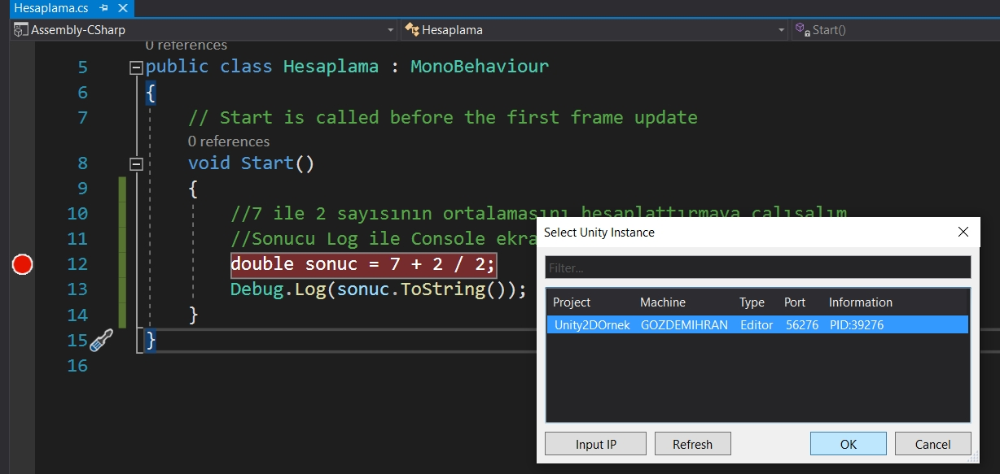 Hesaplama.cs
Assembly-CSharp Hesaplama Start()
0 references
5 public class Hesaplama : MonoBehaviour
6 {
7 // Start is called before the first frame update
0 references
8 void Start()
9 {
10 //7 ile 2 sayısının ortalamasını hesaplattırmaya çalışalım
11 //Sonucu Log ile Console ekra
12 double sonuc = 7 + 2 / 2;
13 Debug.Log(sonuc.ToString());
14 }
15 }
16
Select Unity Instance
Filter...
Project Machine Type Port Information
Unity2DOrnek GOZDEMIHRAN Editor 56276 PID:39276
Input IP Refresh OK Cancel